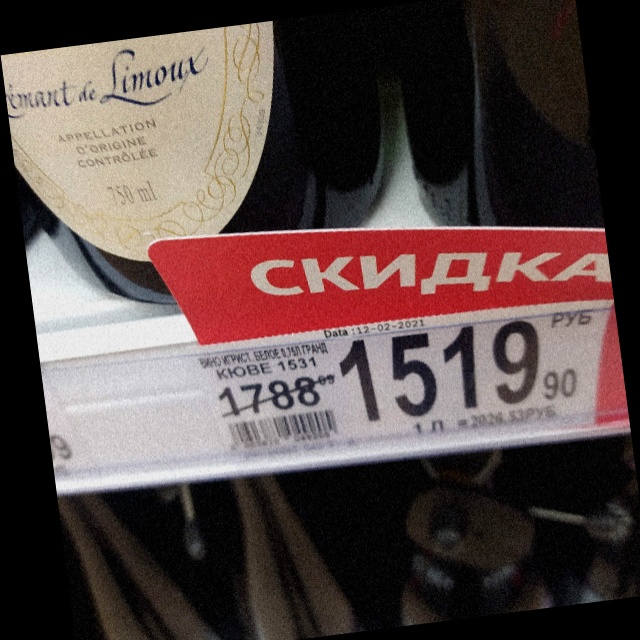 de Limoux
APPELLATION
D'ORIGINE
CONTRÔLÉE
750 ml
СКИДКА
Data :12-02-2021
ВИНО ИГРИСТ. БЕЛОЕ 0.75Л ГРАНД
КЮВЕ 1531
1788
1519 90
РУБ
1 Л = 2026.53РУБ
9